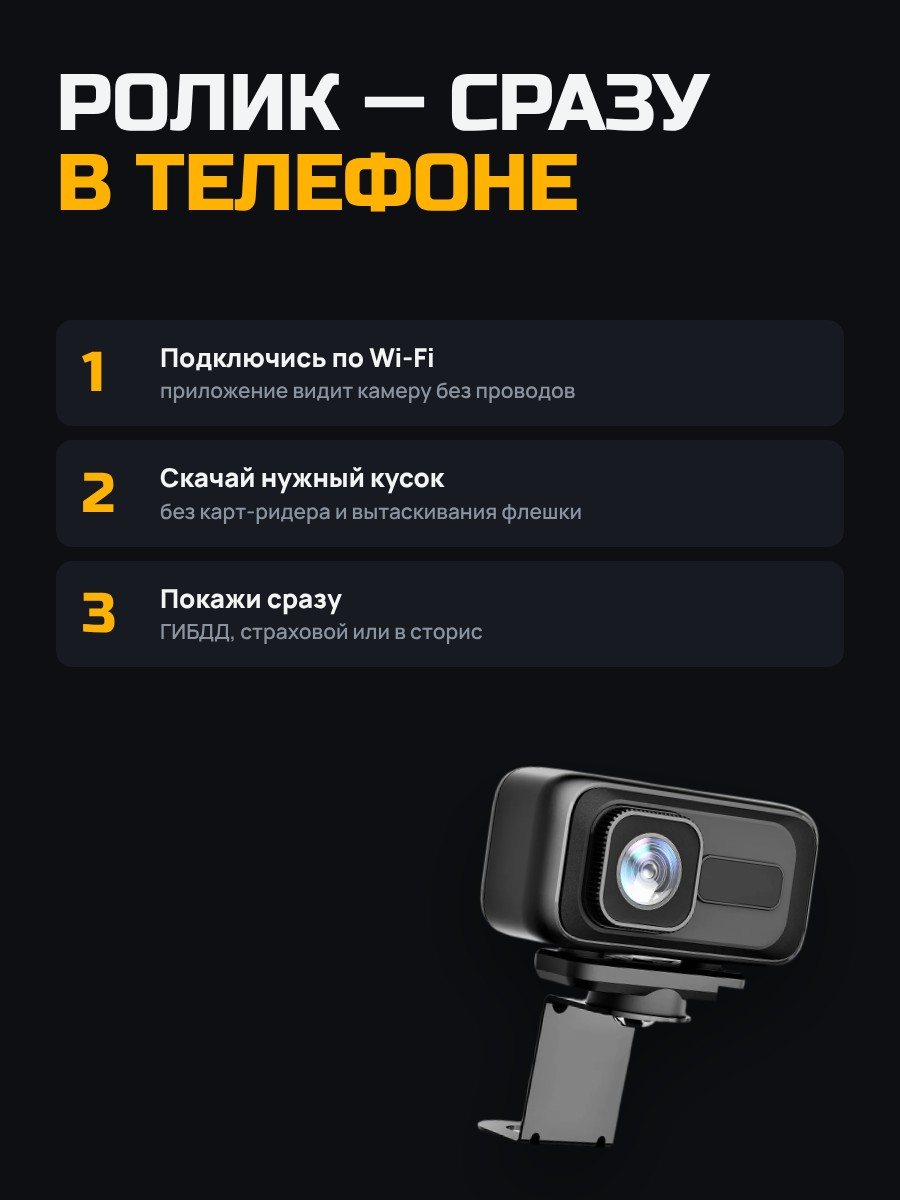 РОЛИК — СРАЗУ
В ТЕЛЕФОНЕ
1
Подключись по Wi-Fi
приложение видит камеру без проводов
2
Скачай нужный кусок
без карт-ридера и вытаскивания флешки
3
Покажи сразу
ГИБДД, страховой или в сторис